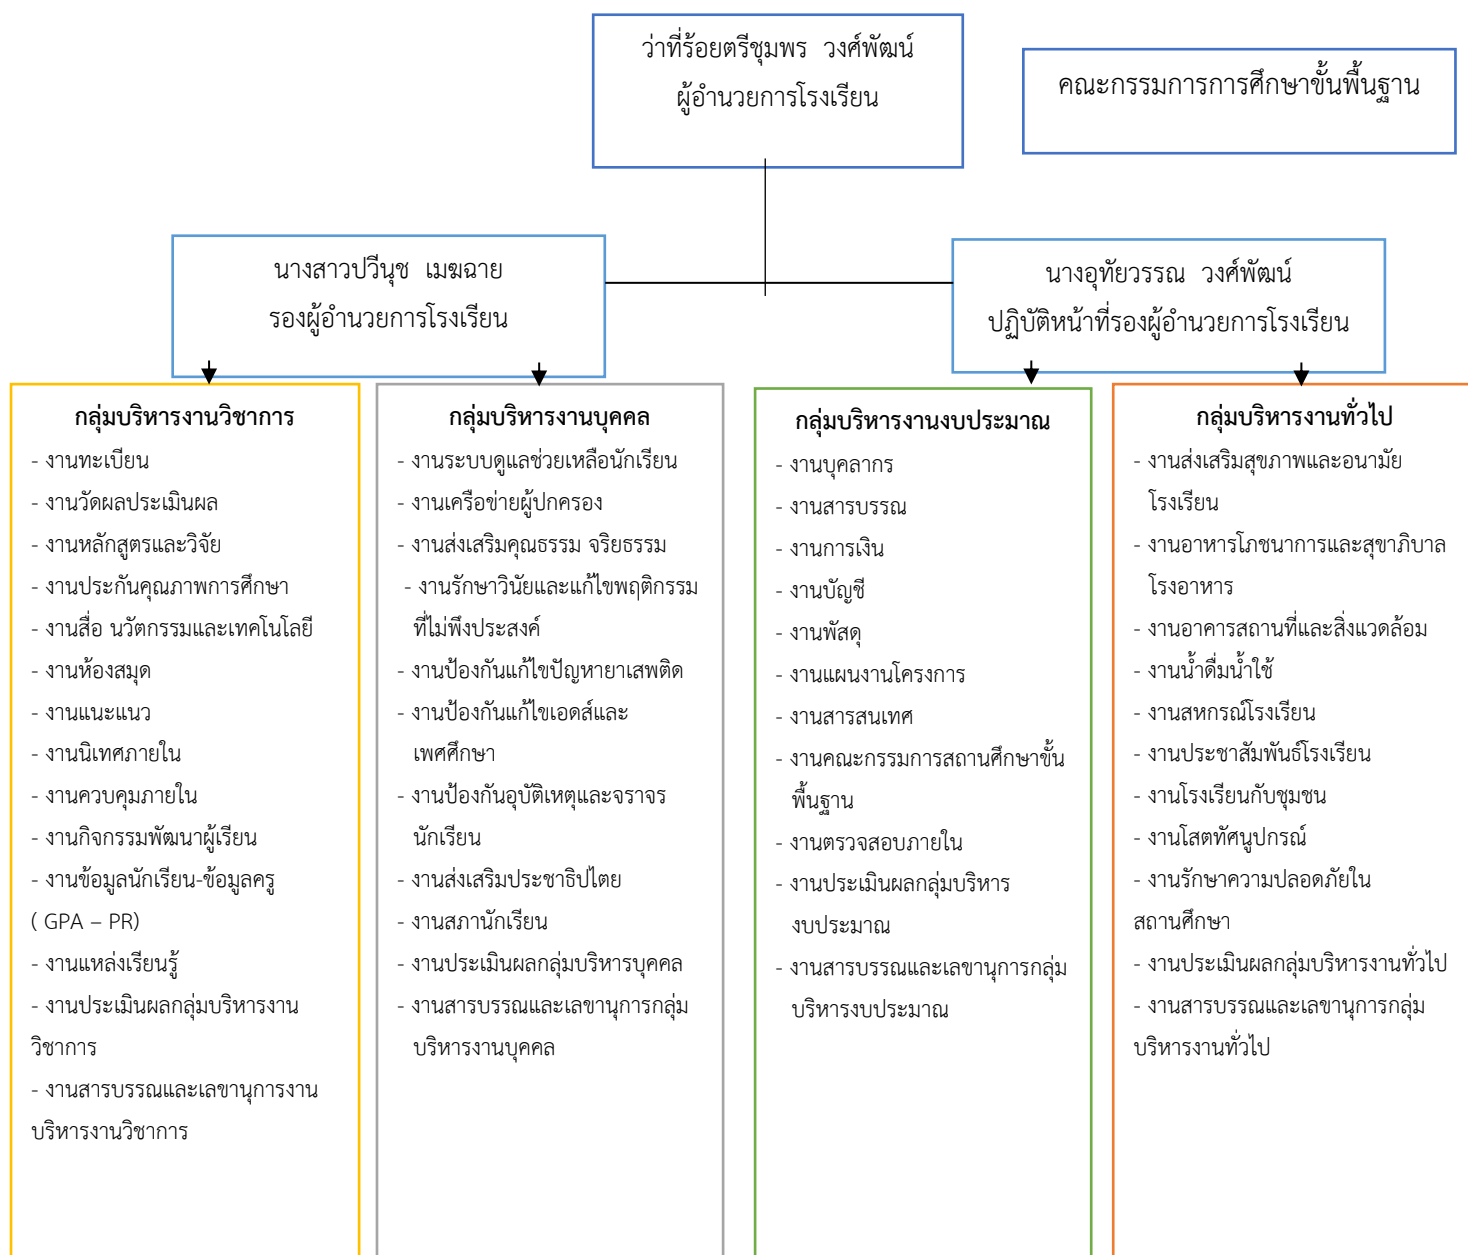 ว่าที่ร้อยตรีชุมพร วงศ์พัฒน์
ผู้อำนวยการโรงเรียน
คณะกรรมการการศึกษาขั้นพื้นฐาน
นางสาวปวีนุช เมฆฉาย
รองผู้อำนวยการโรงเรียน
นางอุทัยวรรณ วงศ์พัฒน์
ปฏิบัติหน้าที่รองผู้อำนวยการโรงเรียน
กลุ่มบริหารงานวิชาการ
- งานทะเบียน
- งานวัดผลประเมินผล
- งานหลักสูตรและวิจัย
- งานประกันคุณภาพการศึกษา
- งานสื่อ นวัตกรรมและเทคโนโลยี
- งานห้องสมุด
- งานแนะแนว
- งานนิเทศภายใน
- งานควบคุมภายใน
- งานกิจกรรมพัฒนาผู้เรียน
- งานข้อมูลนักเรียน-ข้อมูลครู
( GPA – PR)
- งานแหล่งเรียนรู้
- งานประเมินผลกลุ่มบริหารงาน
วิชาการ
- งานสารบรรณและเลขานุการงาน
บริหารงานวิชาการ
กลุ่มบริหารงานบุคคล
- งานระบบดูแลช่วยเหลือนักเรียน
- งานเครือข่ายผู้ปกครอง
- งานส่งเสริมคุณธรรม จริยธรรม
- งานรักษาวินัยและแก้ไขพฤติกรรม
ที่ไม่พึงประสงค์
- งานป้องกันแก้ไขปัญหายาเสพติด
- งานป้องกันแก้ไขเอดส์และ
เพศศึกษา
- งานป้องกันอุบัติเหตุและจราจร
นักเรียน
- งานส่งเสริมประชาธิปไตย
- งานสภานักเรียน
- งานประเมินผลกลุ่มบริหารบุคคล
- งานสารบรรณและเลขานุการกลุ่ม
บริหารงานบุคคล
กลุ่มบริหารงานงบประมาณ
- งานบุคลากร
- งานสารบรรณ
- งานการเงิน
- งานบัญชี
- งานพัสดุ
- งานแผนงานโครงการ
- งานสารสนเทศ
- งานคณะกรรมการสถานศึกษาขั้น
พื้นฐาน
- งานตรวจสอบภายใน
- งานประเมินผลกลุ่มบริหาร
งบประมาณ
- งานสารบรรณและเลขานุการกลุ่ม
บริหารงบประมาณ
กลุ่มบริหารงานทั่วไป
- งานส่งเสริมสุขภาพและอนามัย
โรงเรียน
- งานอาหารโภชนาการและสุขาภิบาล
โรงอาหาร
- งานอาคารสถานที่และสิ่งแวดล้อม
- งานน้ำดื่มน้ำใช้
- งานสหกรณ์โรงเรียน
- งานประชาสัมพันธ์โรงเรียน
- งานโรงเรียนกับชุมชน
- งานโสตทัศนูปกรณ์
- งานรักษาความปลอดภัยใน
สถานศึกษา
- งานประเมินผลกลุ่มบริหารงานทั่วไป
- งานสารบรรณและเลขานุการกลุ่ม
บริหารงานทั่วไป